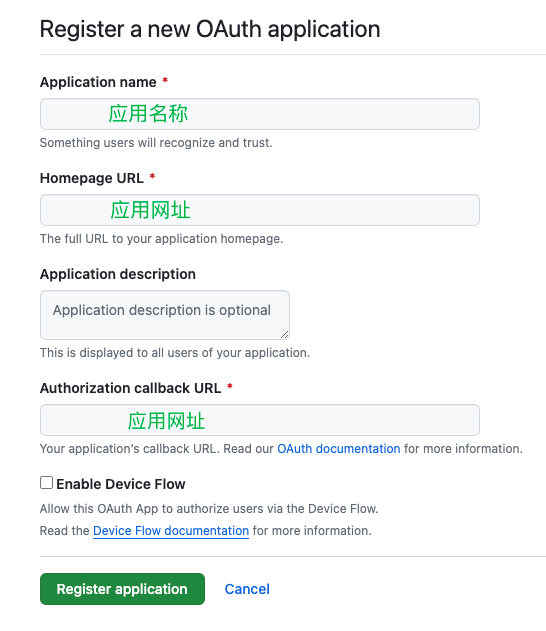 Register a new OAuth application
Application name *
应用名称
Something users will recognize and trust.
Homepage URL *
应用网址
The full URL to your application homepage.
Application description
Application description is optional
This is displayed to all users of your application.
Authorization callback URL *
应用网址
Your application's callback URL. Read our OAuth documentation for more information.
Enable Device Flow
Allow this OAuth App to authorize users via the Device Flow.
Read the Device Flow documentation for more information.
Register application Cancel